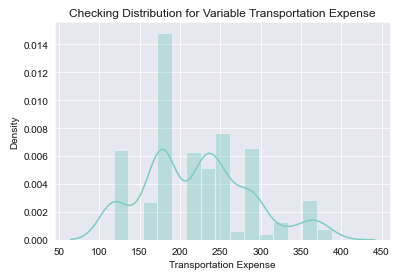 Checking Distribution for Variable Transportation Expense
0.014
0.012
0.010
0.008
0.006
0.004
0.002
0.000
Density
50 100 150 200 250 300 350 400 450
Transportation Expense